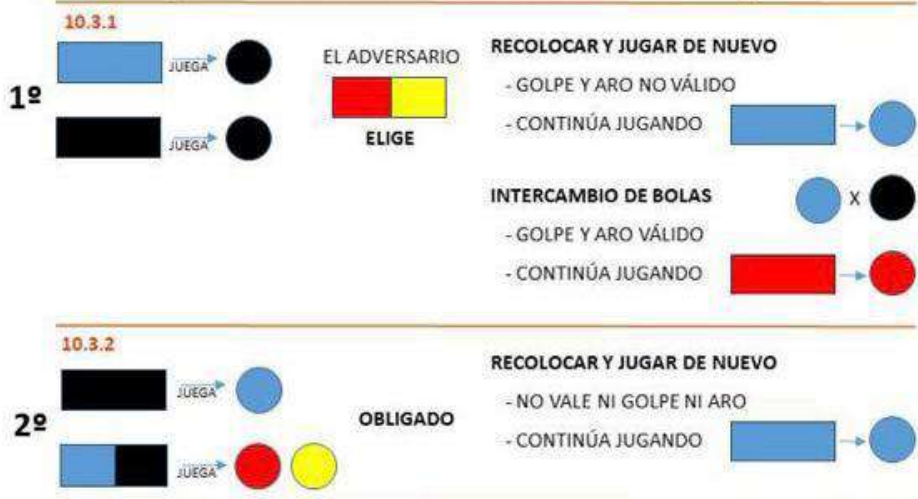 10.3.1
1º
JUEGA
JUEGA
EL ADVERSARIO
ELIGE
RECOLOCAR Y JUGAR DE NUEVO
- GOLPE Y ARO NO VÁLIDO
- CONTINÚA JUGANDO
INTERCAMBIO DE BOLAS
X
- GOLPE Y ARO VÁLIDO
- CONTINÚA JUGANDO
10.3.2
2º
JUEGA
JUEGA
OBLIGADO
RECOLOCAR Y JUGAR DE NUEVO
- NO VALE NI GOLPE NI ARO
- CONTINÚA JUGANDO